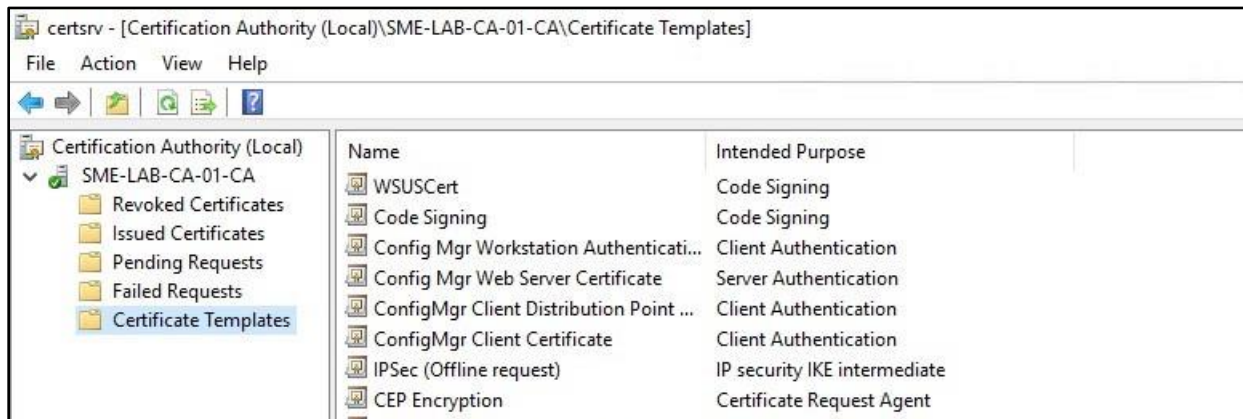 certsrv - [Certification Authority (Local)\SME-LAB-CA-01-CA\Certificate Templates]
File Action View Help
Certification Authority (Local)
SME-LAB-CA-01-CA
Revoked Certificates
Issued Certificates
Pending Requests
Failed Requests
Certificate Templates
Name Intended Purpose
WSUSCert Code Signing
Code Signing Code Signing
Config Mgr Workstation Authenticati... Client Authentication
Config Mgr Web Server Certificate Server Authentication
ConfigMgr Client Distribution Point ... Client Authentication
ConfigMgr Client Certificate Client Authentication
IPSec (Offline request) IP security IKE intermediate
CEP Encryption Certificate Request Agent